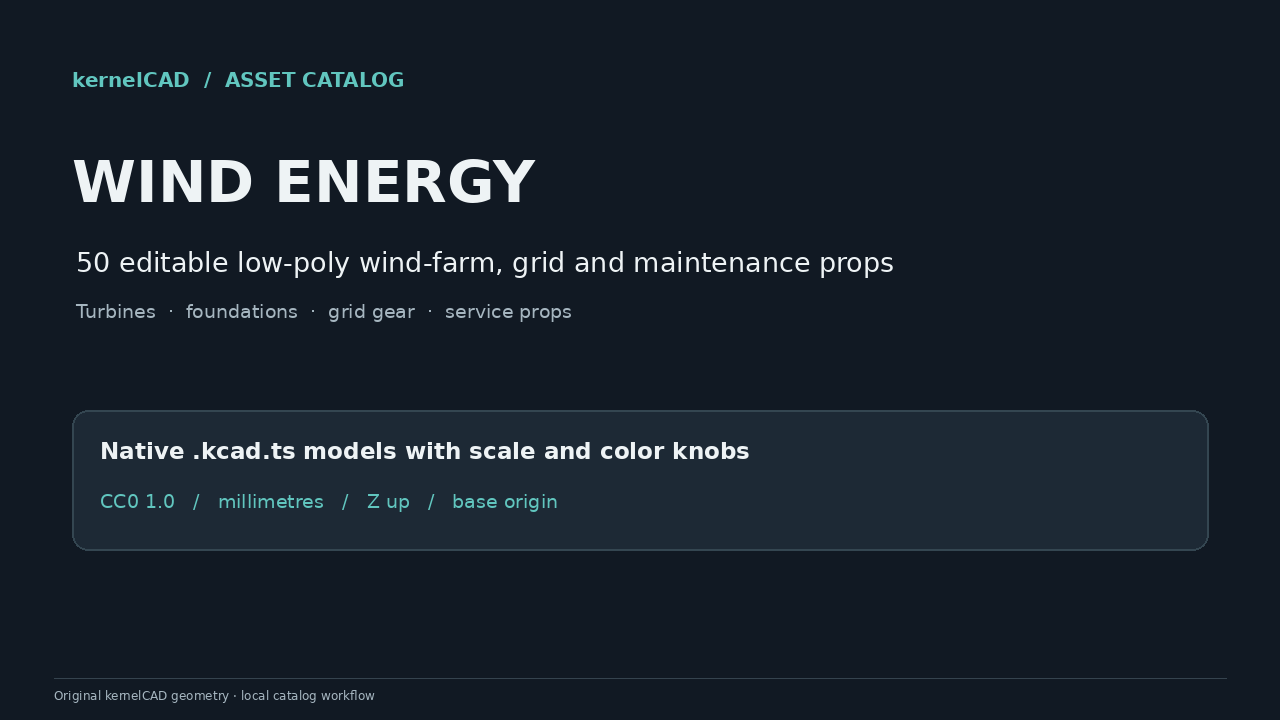 kernelCAD / ASSET CATALOG
WIND ENERGY
50 editable low-poly wind-farm, grid and maintenance props
Turbines · foundations · grid gear · service props
Native .kcad.ts models with scale and color knobs
CC0 1.0 / millimetres / Z up / base origin
Original kernelCAD geometry · local catalog workflow